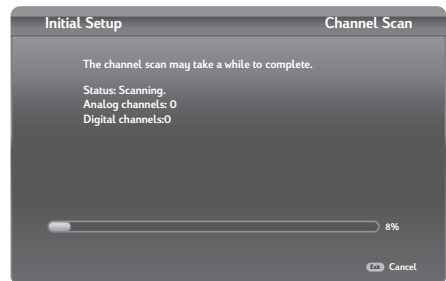 Initial Setup
Channel Scan
The channel scan may take a while to complete.
Status: Scanning.
Analog channels: 0
Digital channels:0
8%
Exit Cancel